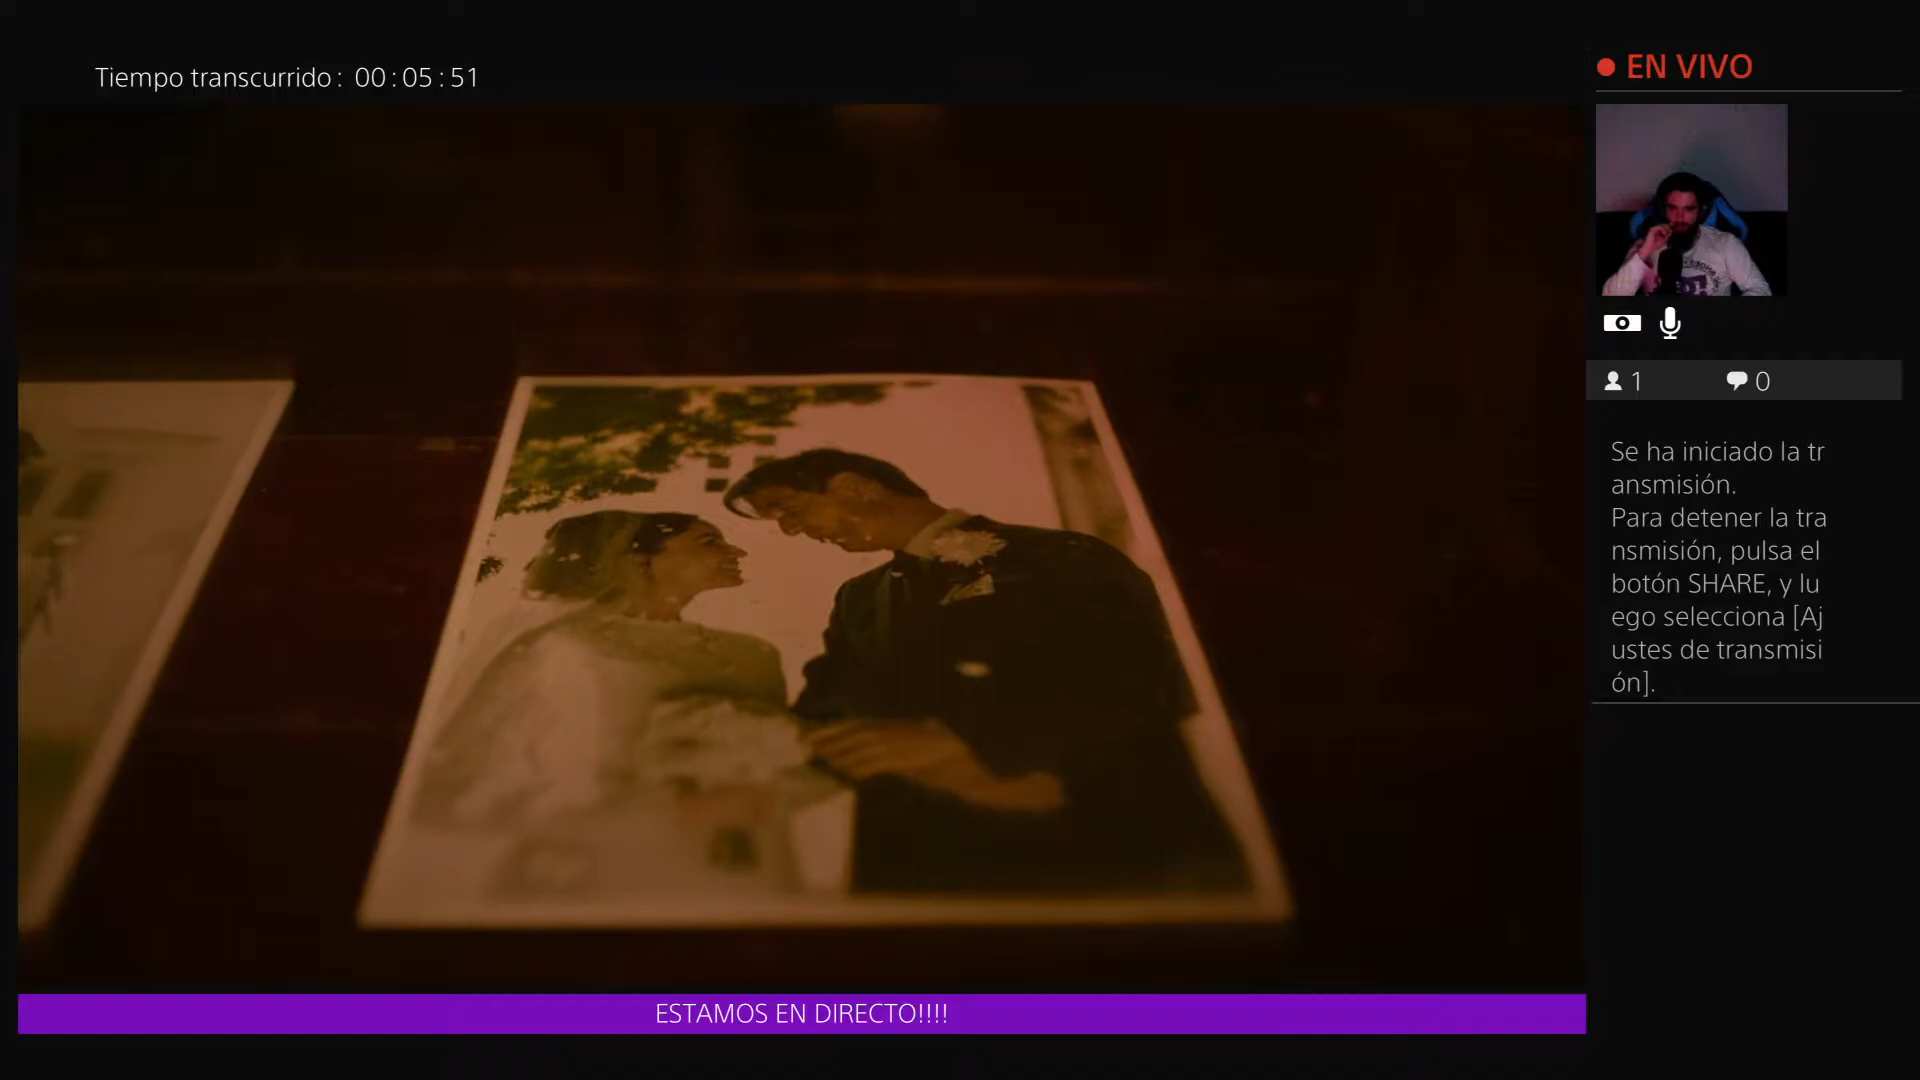 Tiempo transcurrido: 00:05:51
EN VIVO
1
0
Se ha iniciado la tr
ansmisión.
Para detener la tra
nsmisión, pulsa el
botón SHARE, y lu
ego selecciona [Aj
ustes de transmisi
ón].
ESTAMOS EN DIRECTO!!!!